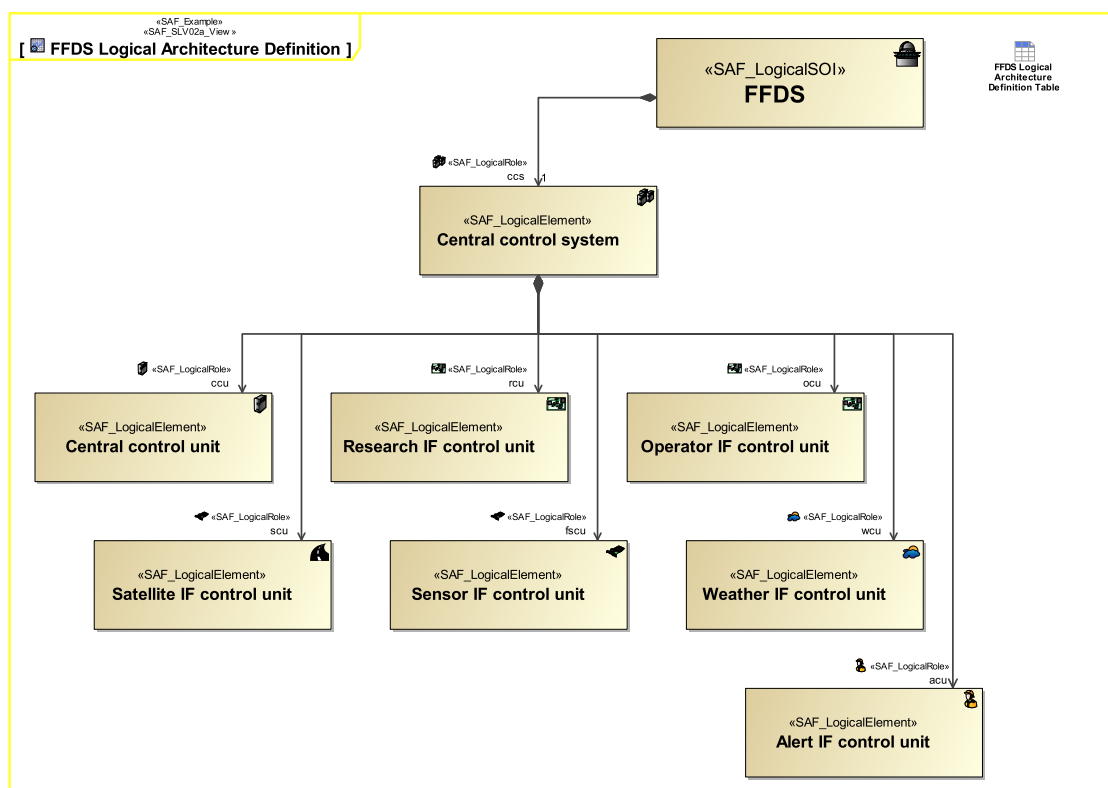 «SAF_Example»
«SAF_SLV02a_View »
[ FFDS Logical Architecture Definition ]
«SAF_LogicalSOI»
FFDS
FFDS Logical
Architecture
Definition Table
«SAF_LogicalRole»
ccs
1
«SAF_LogicalElement»
Central control system
«SAF_LogicalRole»
ccu
«SAF_LogicalElement»
Central control unit
«SAF_LogicalRole»
rcu
«SAF_LogicalElement»
Research IF control unit
«SAF_LogicalRole»
ocu
«SAF_LogicalElement»
Operator IF control unit
«SAF_LogicalRole»
scu
«SAF_LogicalElement»
Satellite IF control unit
«SAF_LogicalRole»
fscu
«SAF_LogicalElement»
Sensor IF control unit
«SAF_LogicalRole»
wcu
«SAF_LogicalElement»
Weather IF control unit
«SAF_LogicalRole»
acu
«SAF_LogicalElement»
Alert IF control unit